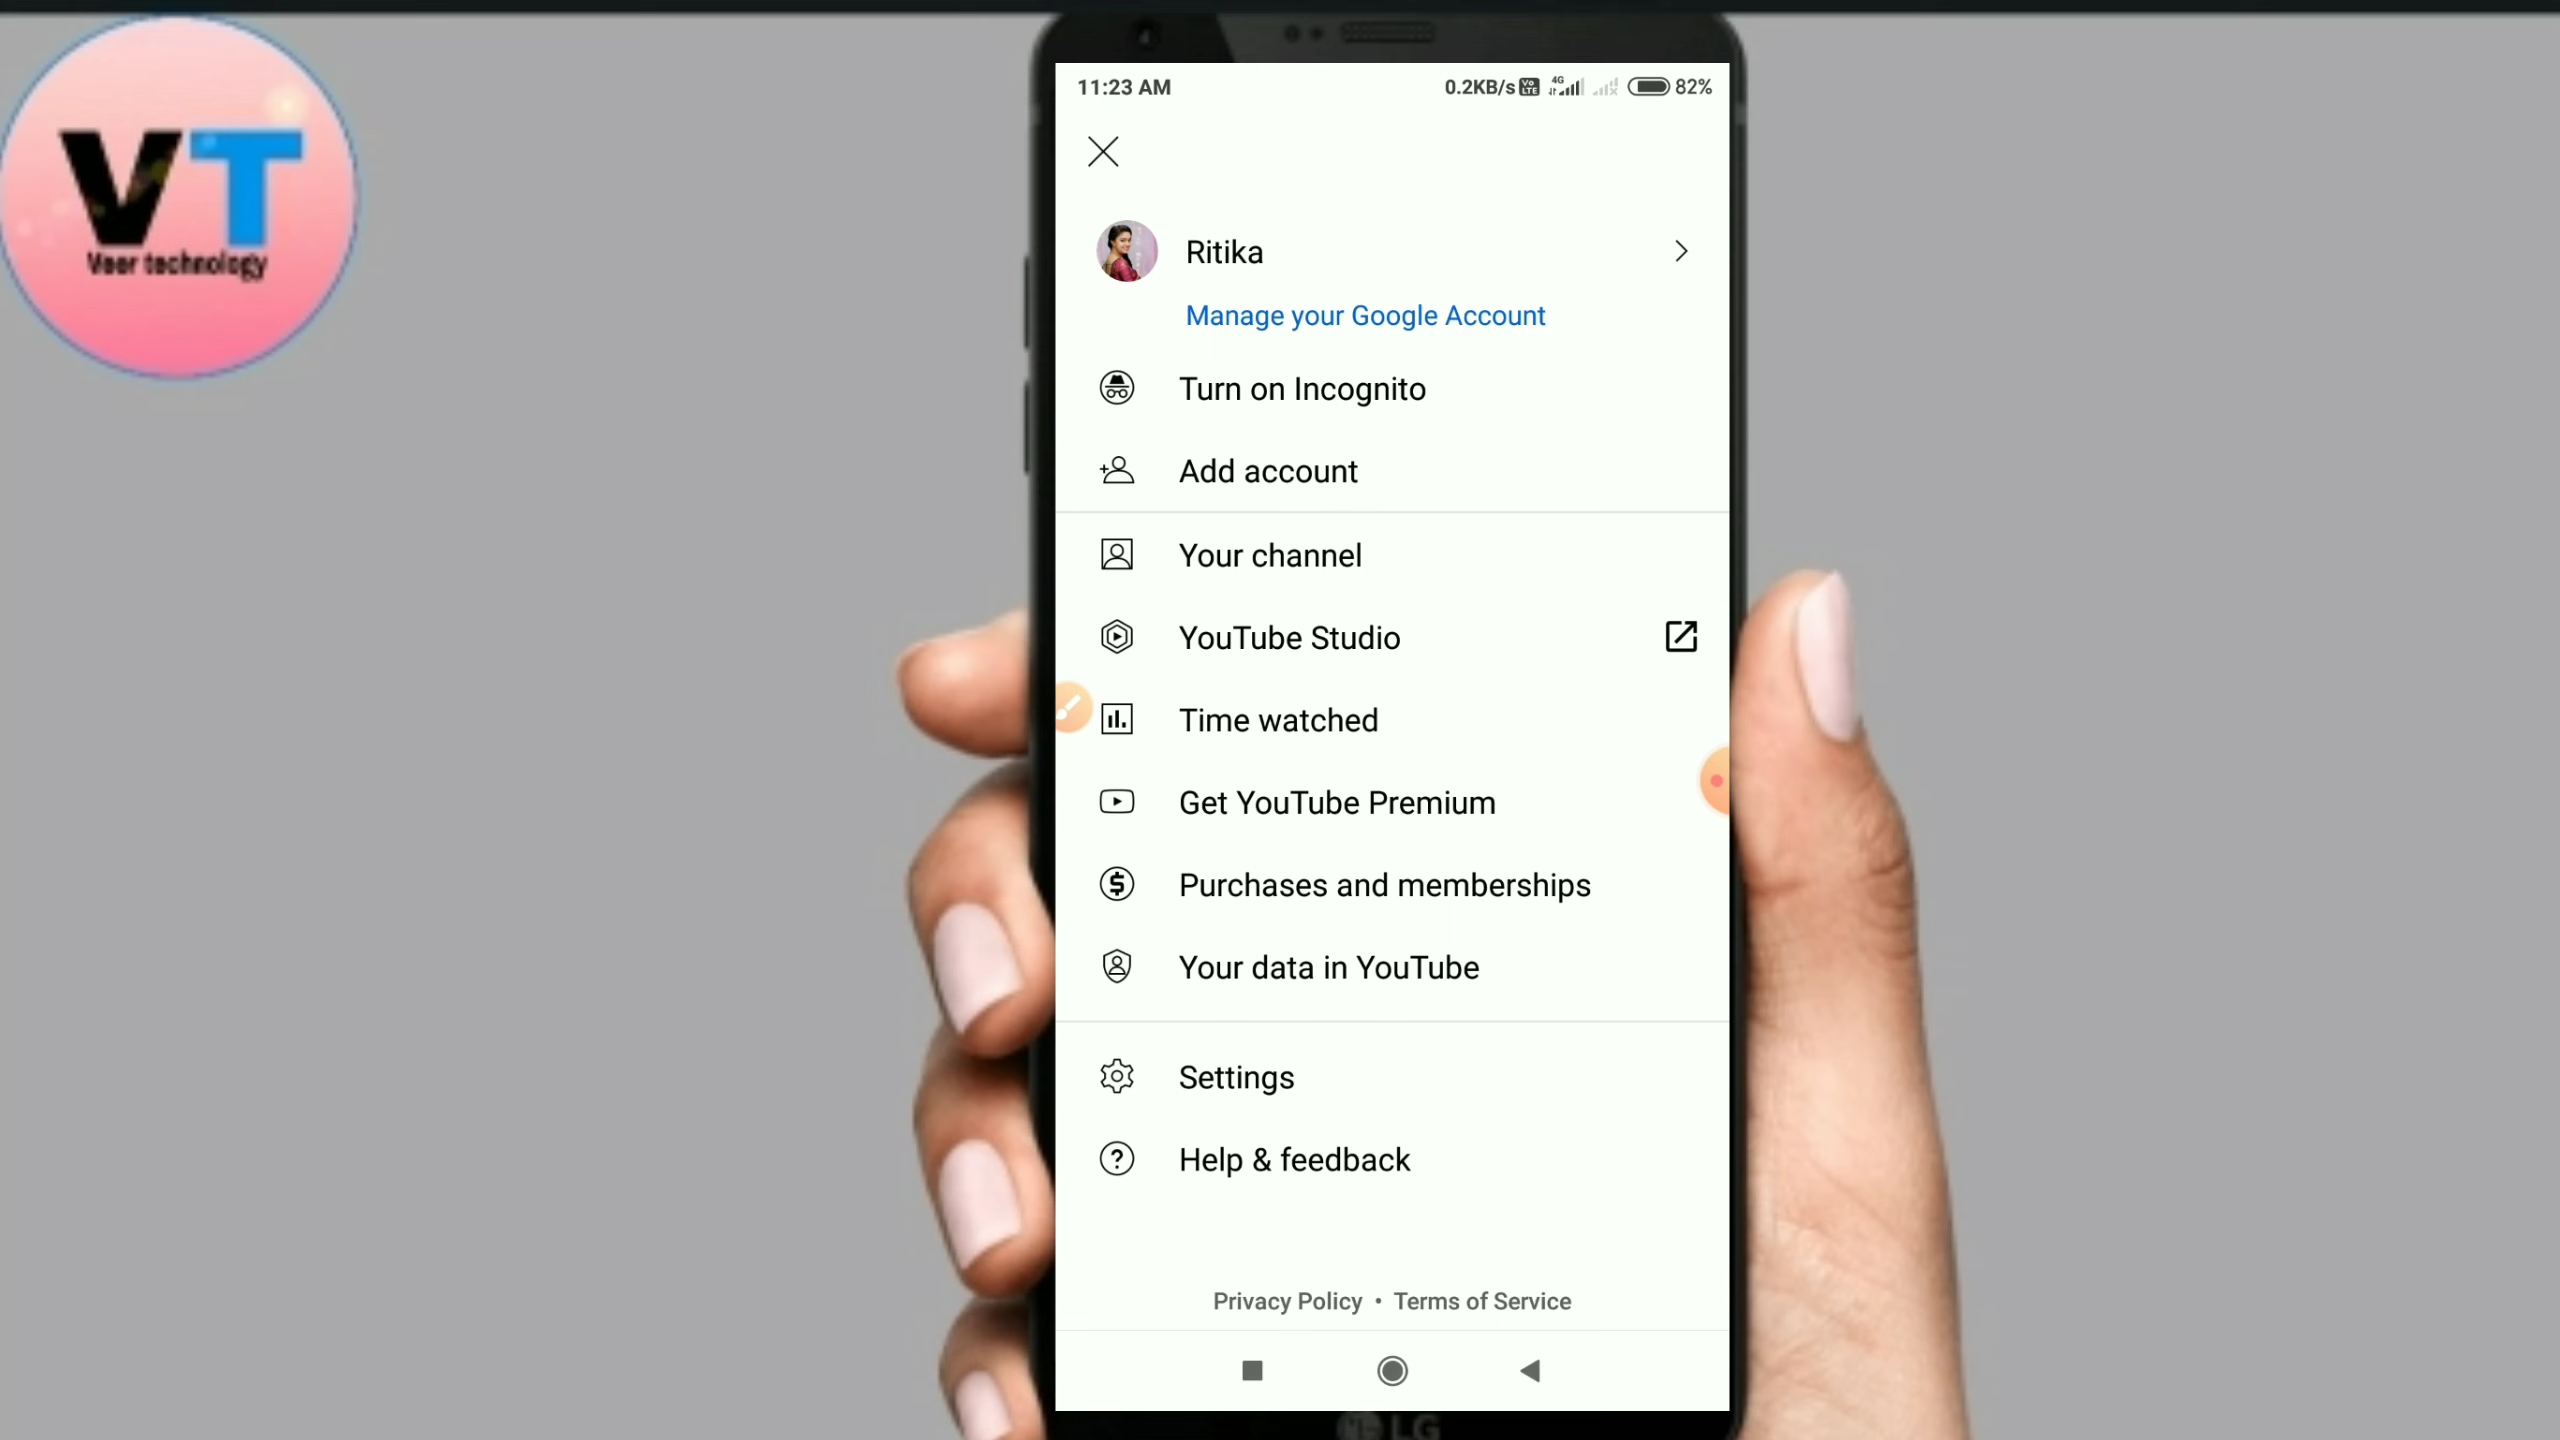 11:23 AM
0.2KB/s Vo LTE 4G 82%
VT
Veer technology
Ritika
Manage your Google Account
Turn on Incognito
Add account
Your channel
YouTube Studio
Time watched
Get YouTube Premium
Purchases and memberships
Your data in YouTube
Settings
Help & feedback
Privacy Policy • Terms of Service
LG